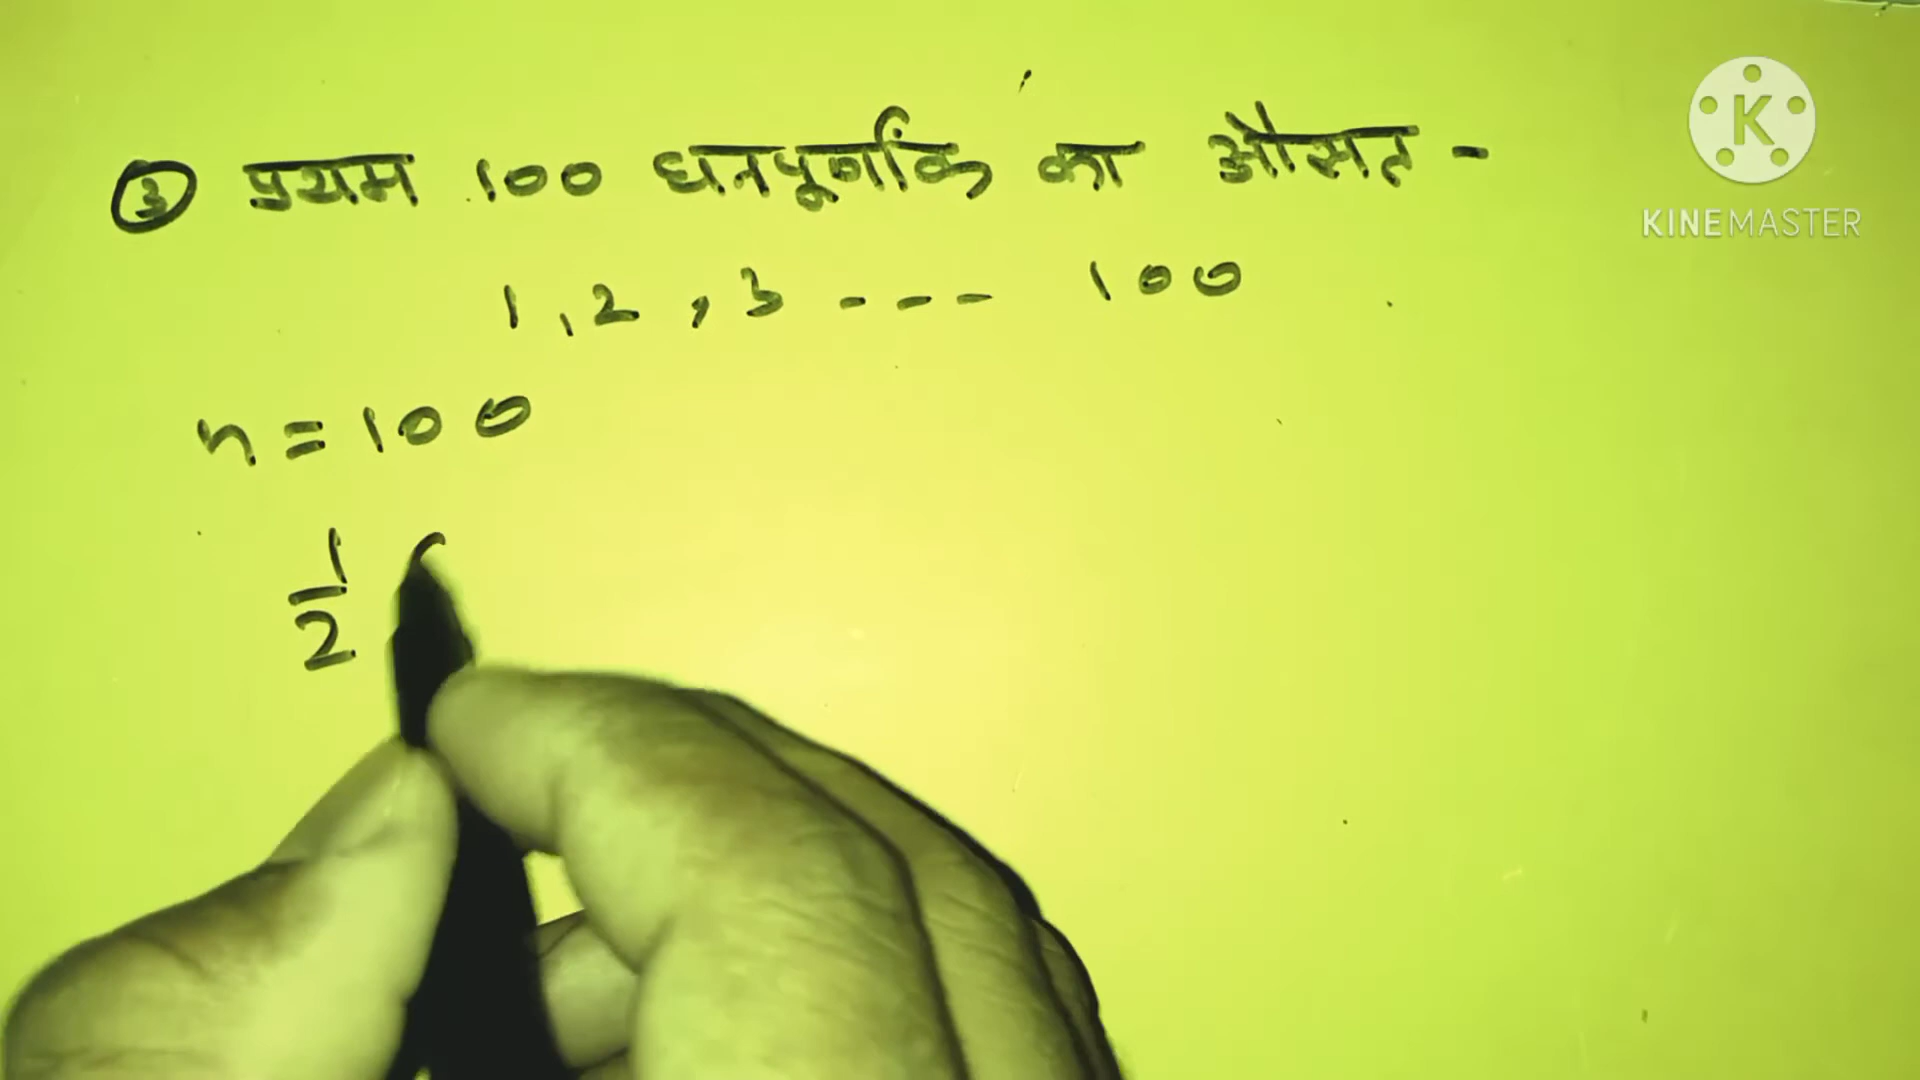 ③ प्रथम 100 धनपूर्णांक का औसत -
1, 2, 3 --- 100
n = 100
1/2 (
K
KINEMASTER